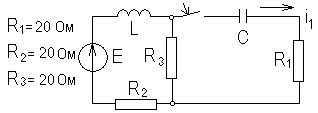 L
C
i₁
R₁=20 Ом
R₂=20 Ом
R₃=20 Ом
E
R₃
R₁
R₂